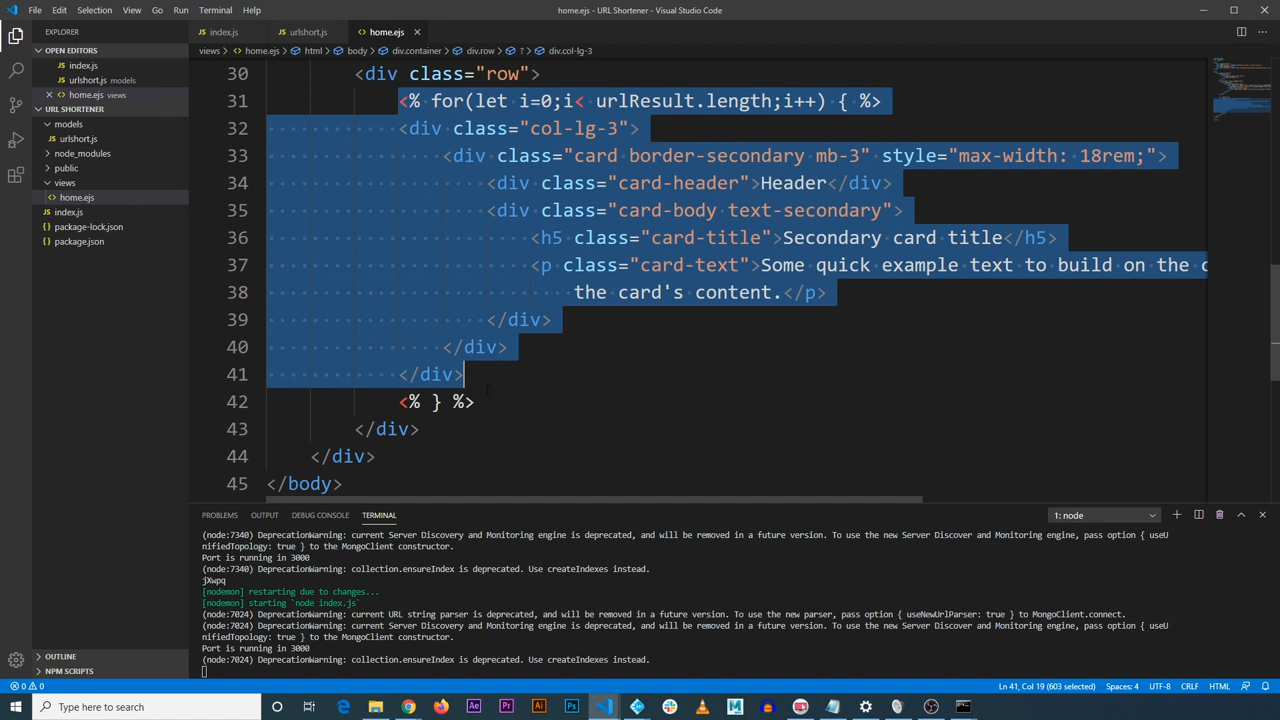 File Edit Selection View Go Run Terminal Help
home.ejs - URL Shortener - Visual Studio Code
EXPLORER
index.js urlshort.js home.ejs
OPEN EDITORS
views > home.ejs > html > body > div.container > div.row > ? > div.col-lg-3
index.js
urlshort.js models
home.ejs views
URL SHORTENER
models
urlshort.js
node_modules
public
views
home.ejs
index.js
package-lock.json
package.json
30 <div class="row">
31 <% for(let i=0;i< urlResult.length;i++) { %>
32 <div class="col-lg-3">
33 <div class="card border-secondary mb-3" style="max-width: 18rem;">
34 <div class="card-header">Header</div>
35 <div class="card-body text-secondary">
36 <h5 class="card-title">Secondary card title</h5>
37 <p class="card-text">Some quick example text to build on the c
38 the card's content.</p>
39 </div>
40 </div>
41 </div>
42 <% } %>
43 </div>
44 </div>
45 </body>
PROBLEMS OUTPUT DEBUG CONSOLE TERMINAL
1: node
(node:7340) DeprecationWarning: current Server Discovery and Monitoring engine is deprecated, and will be removed in a future version. To use the new Server Discover and Monitoring engine, pass option { useU
nifiedTopology: true } to the MongoClient constructor.
Port is running in 3000
(node:7340) DeprecationWarning: collection.ensureIndex is deprecated. Use createIndexes instead.
jXwpq
[nodemon] restarting due to changes...
[nodemon] starting `node index.js`
(node:7024) DeprecationWarning: current URL string parser is deprecated, and will be removed in a future version. To use the new parser, pass option { useNewUrlParser: true } to MongoClient.connect.
(node:7024) DeprecationWarning: current Server Discovery and Monitoring engine is deprecated, and will be removed in a future version. To use the new Server Discover and Monitoring engine, pass option { useU
nifiedTopology: true } to the MongoClient constructor.
Port is running in 3000
(node:7024) DeprecationWarning: collection.ensureIndex is deprecated. Use createIndexes instead.
OUTLINE
NPM SCRIPTS
0 0
Ln 41, Col 19 (603 selected) Spaces: 4 UTF-8 CRLF HTML
Type here to search
Ae Pr Ai Ps